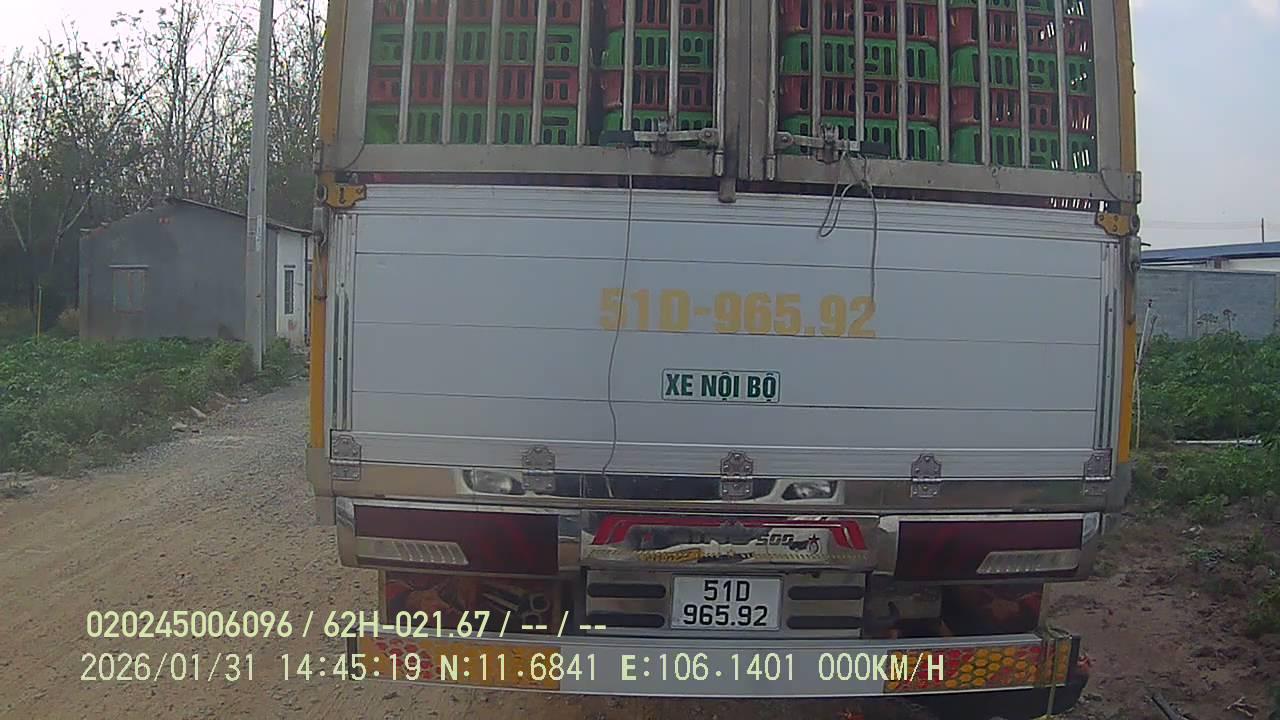 51D-965.92
XE NỘI BỘ
500
51D
965.92
020245006096 / 62H-021.67 / -- / --
2026/01/31 14:45:19 N:11.6841 E:106.1401 000KM/H